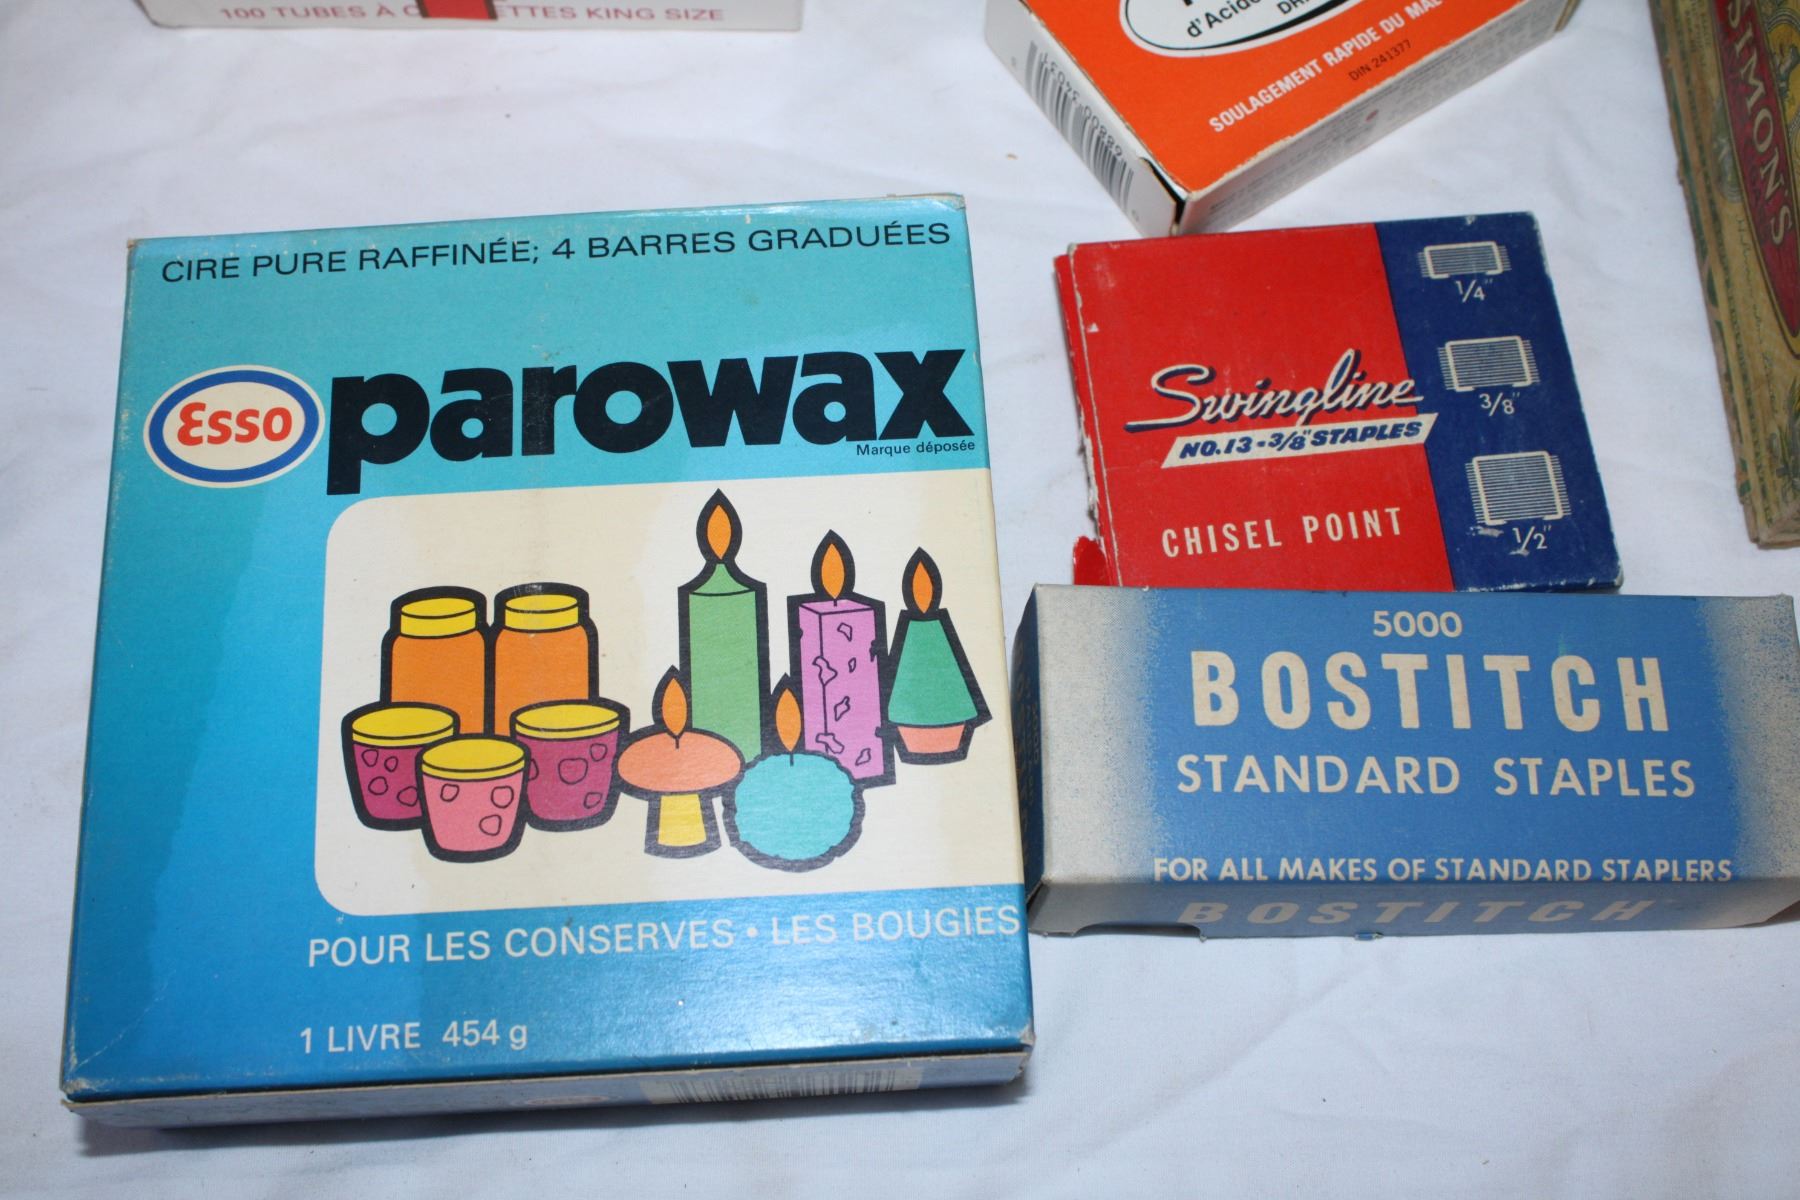 100 TUBES À KING SIZE
d'Acide
SOULAGEMENT RAPIDE DU
DIN 241377
SIMONS
CIRE PURE RAFFINÉE; 4 BARRES GRADUÉES
Esso
parowax
Marque déposée
POUR LES CONSERVES • LES BOUGIES
1 LIVRE 454 g
Swingline
NO. 13 - 3/8" STAPLES
CHISEL POINT
1/4"
3/8"
1/2"
5000
BOSTITCH
STANDARD STAPLES
FOR ALL MAKES OF STANDARD STAPLERS
BOSTITCH